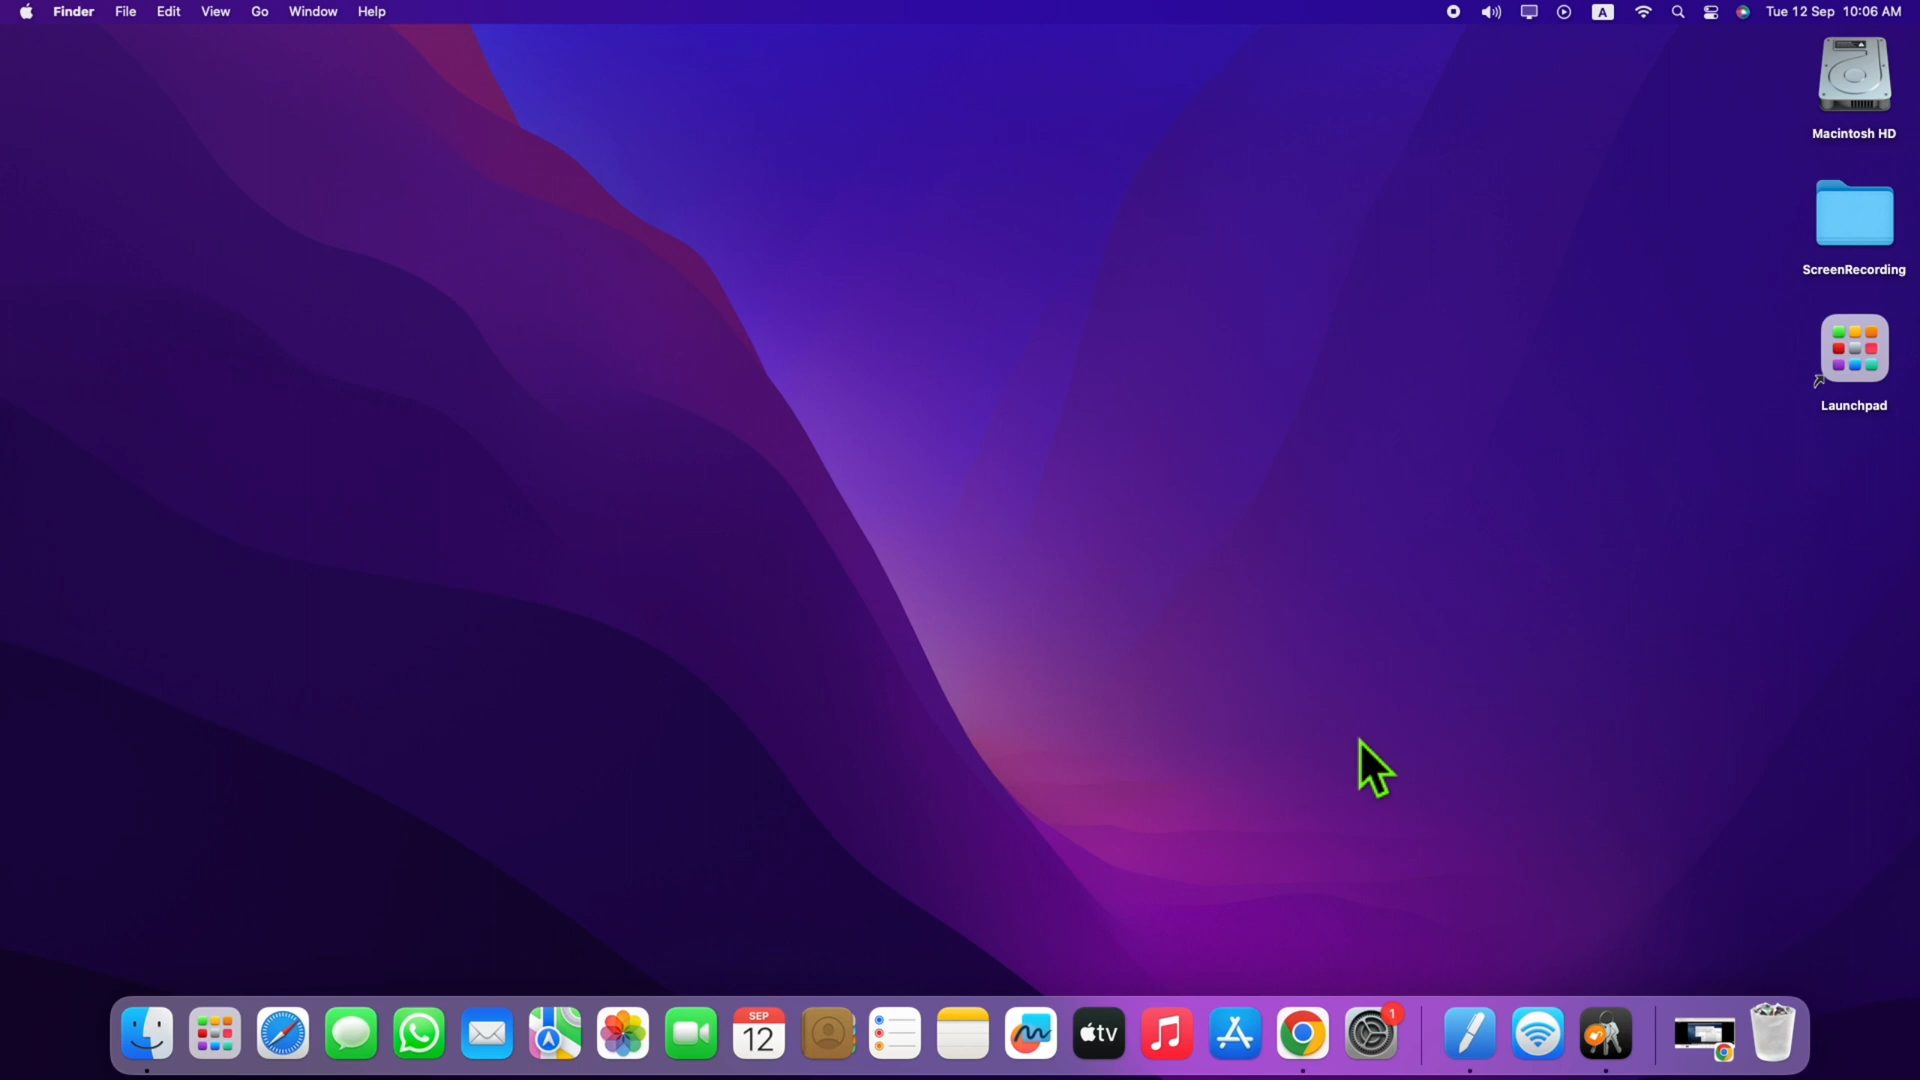 Finder File Edit View Go Window Help
A Tue 12 Sep 10:06 AM
Macintosh HD
ScreenRecording
Launchpad
SEP
12
tv
1